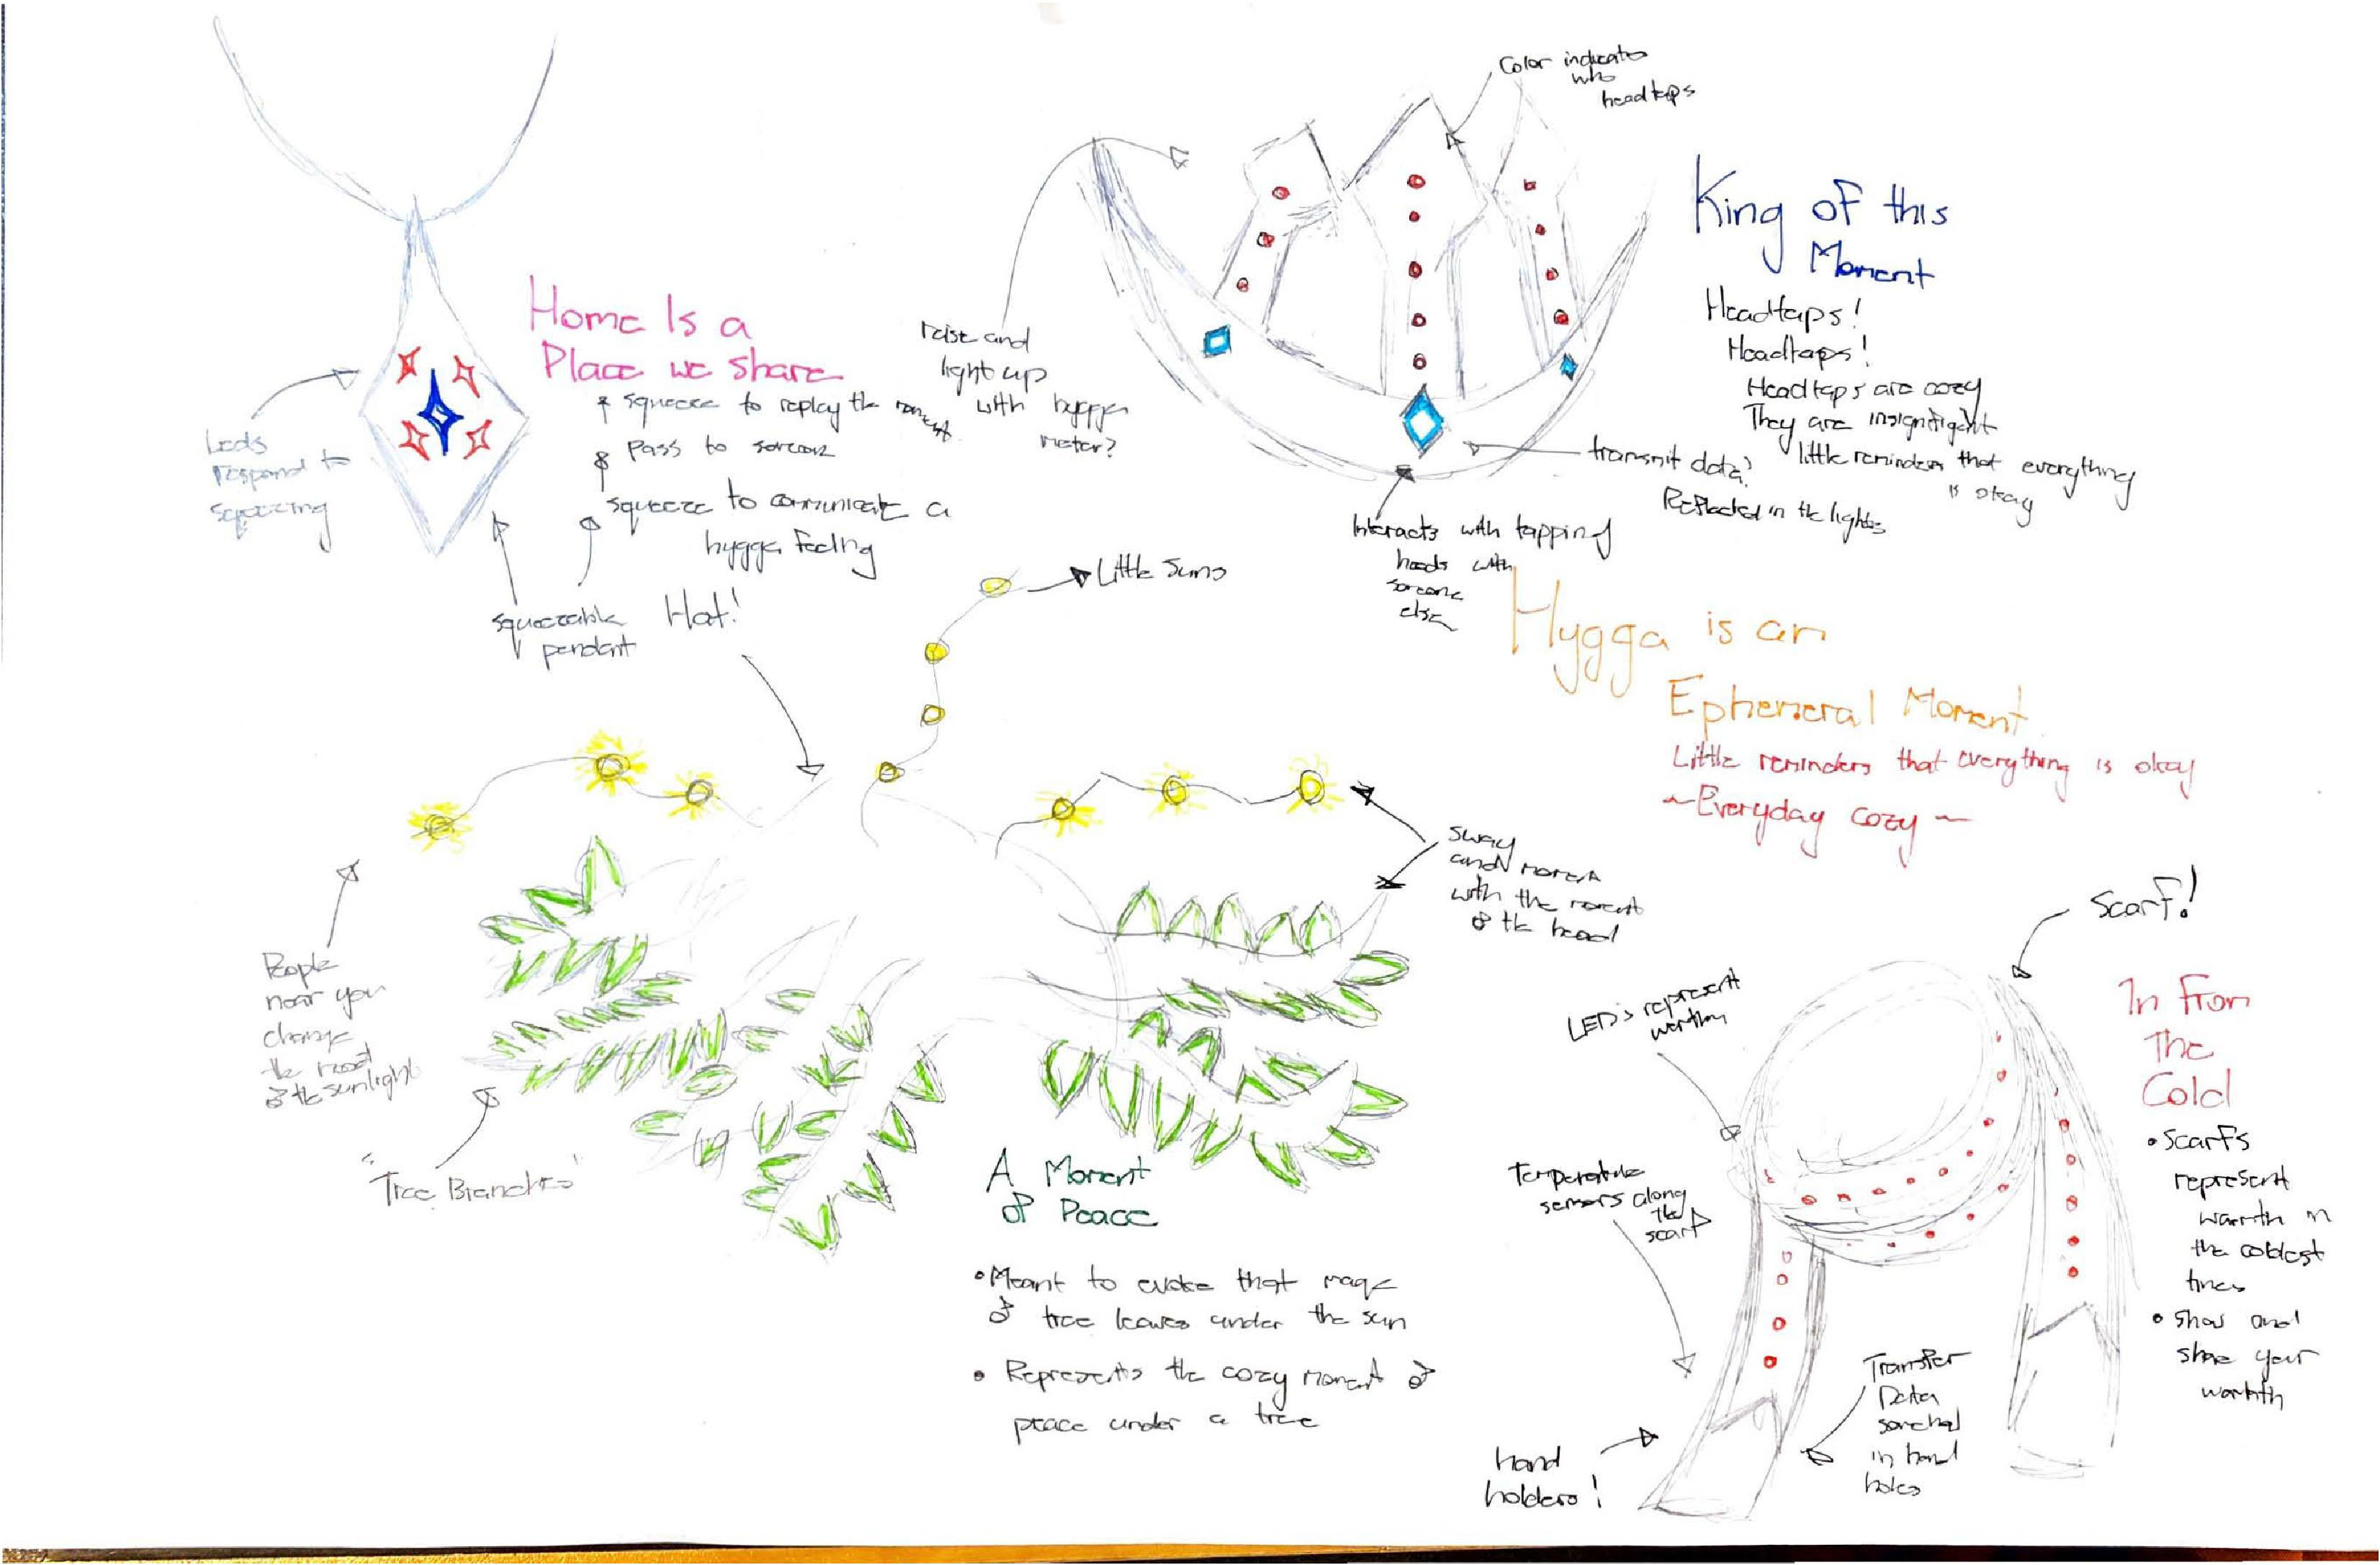 Home Is a
Place we share
squeeze to replay the moment
Pass to someone
squeeze to communicate a
hygge feeling
Leds
respond to
squeezing
squeezable
pendant
Color indicates
who
headtaps
raise and
light up
with hygge
meter?
King of this
Moment
Headtaps!
Headtaps!
Headtaps are cozy
They are insignifigant
little reminders that everything
is okay
transmit data?
Reflected in the lights
Interacts with tapping
heads with
someone
else
Hygge is an
Ephemeral Moment
Little reminders that everything is okay
~Everyday cozy~
Hat!
Little Suns
sway
and
with the
of the head
People
near you
change
the mood
of the sunlight
"Tree Branches"
A Moment
of Peace
• Meant to evoke that magic
of tree leaves under the sun
• Represents the cozy moment of
peace under a tree
Scarf!
In From
The
Cold
• Scarfs
represent
warmth in
the coldest
times
• Show and
share your
warmth
LED's represent
Temperature
sensors along
the
scarf
hand
holders!
Transfer
Data
somehow
in hand
holes